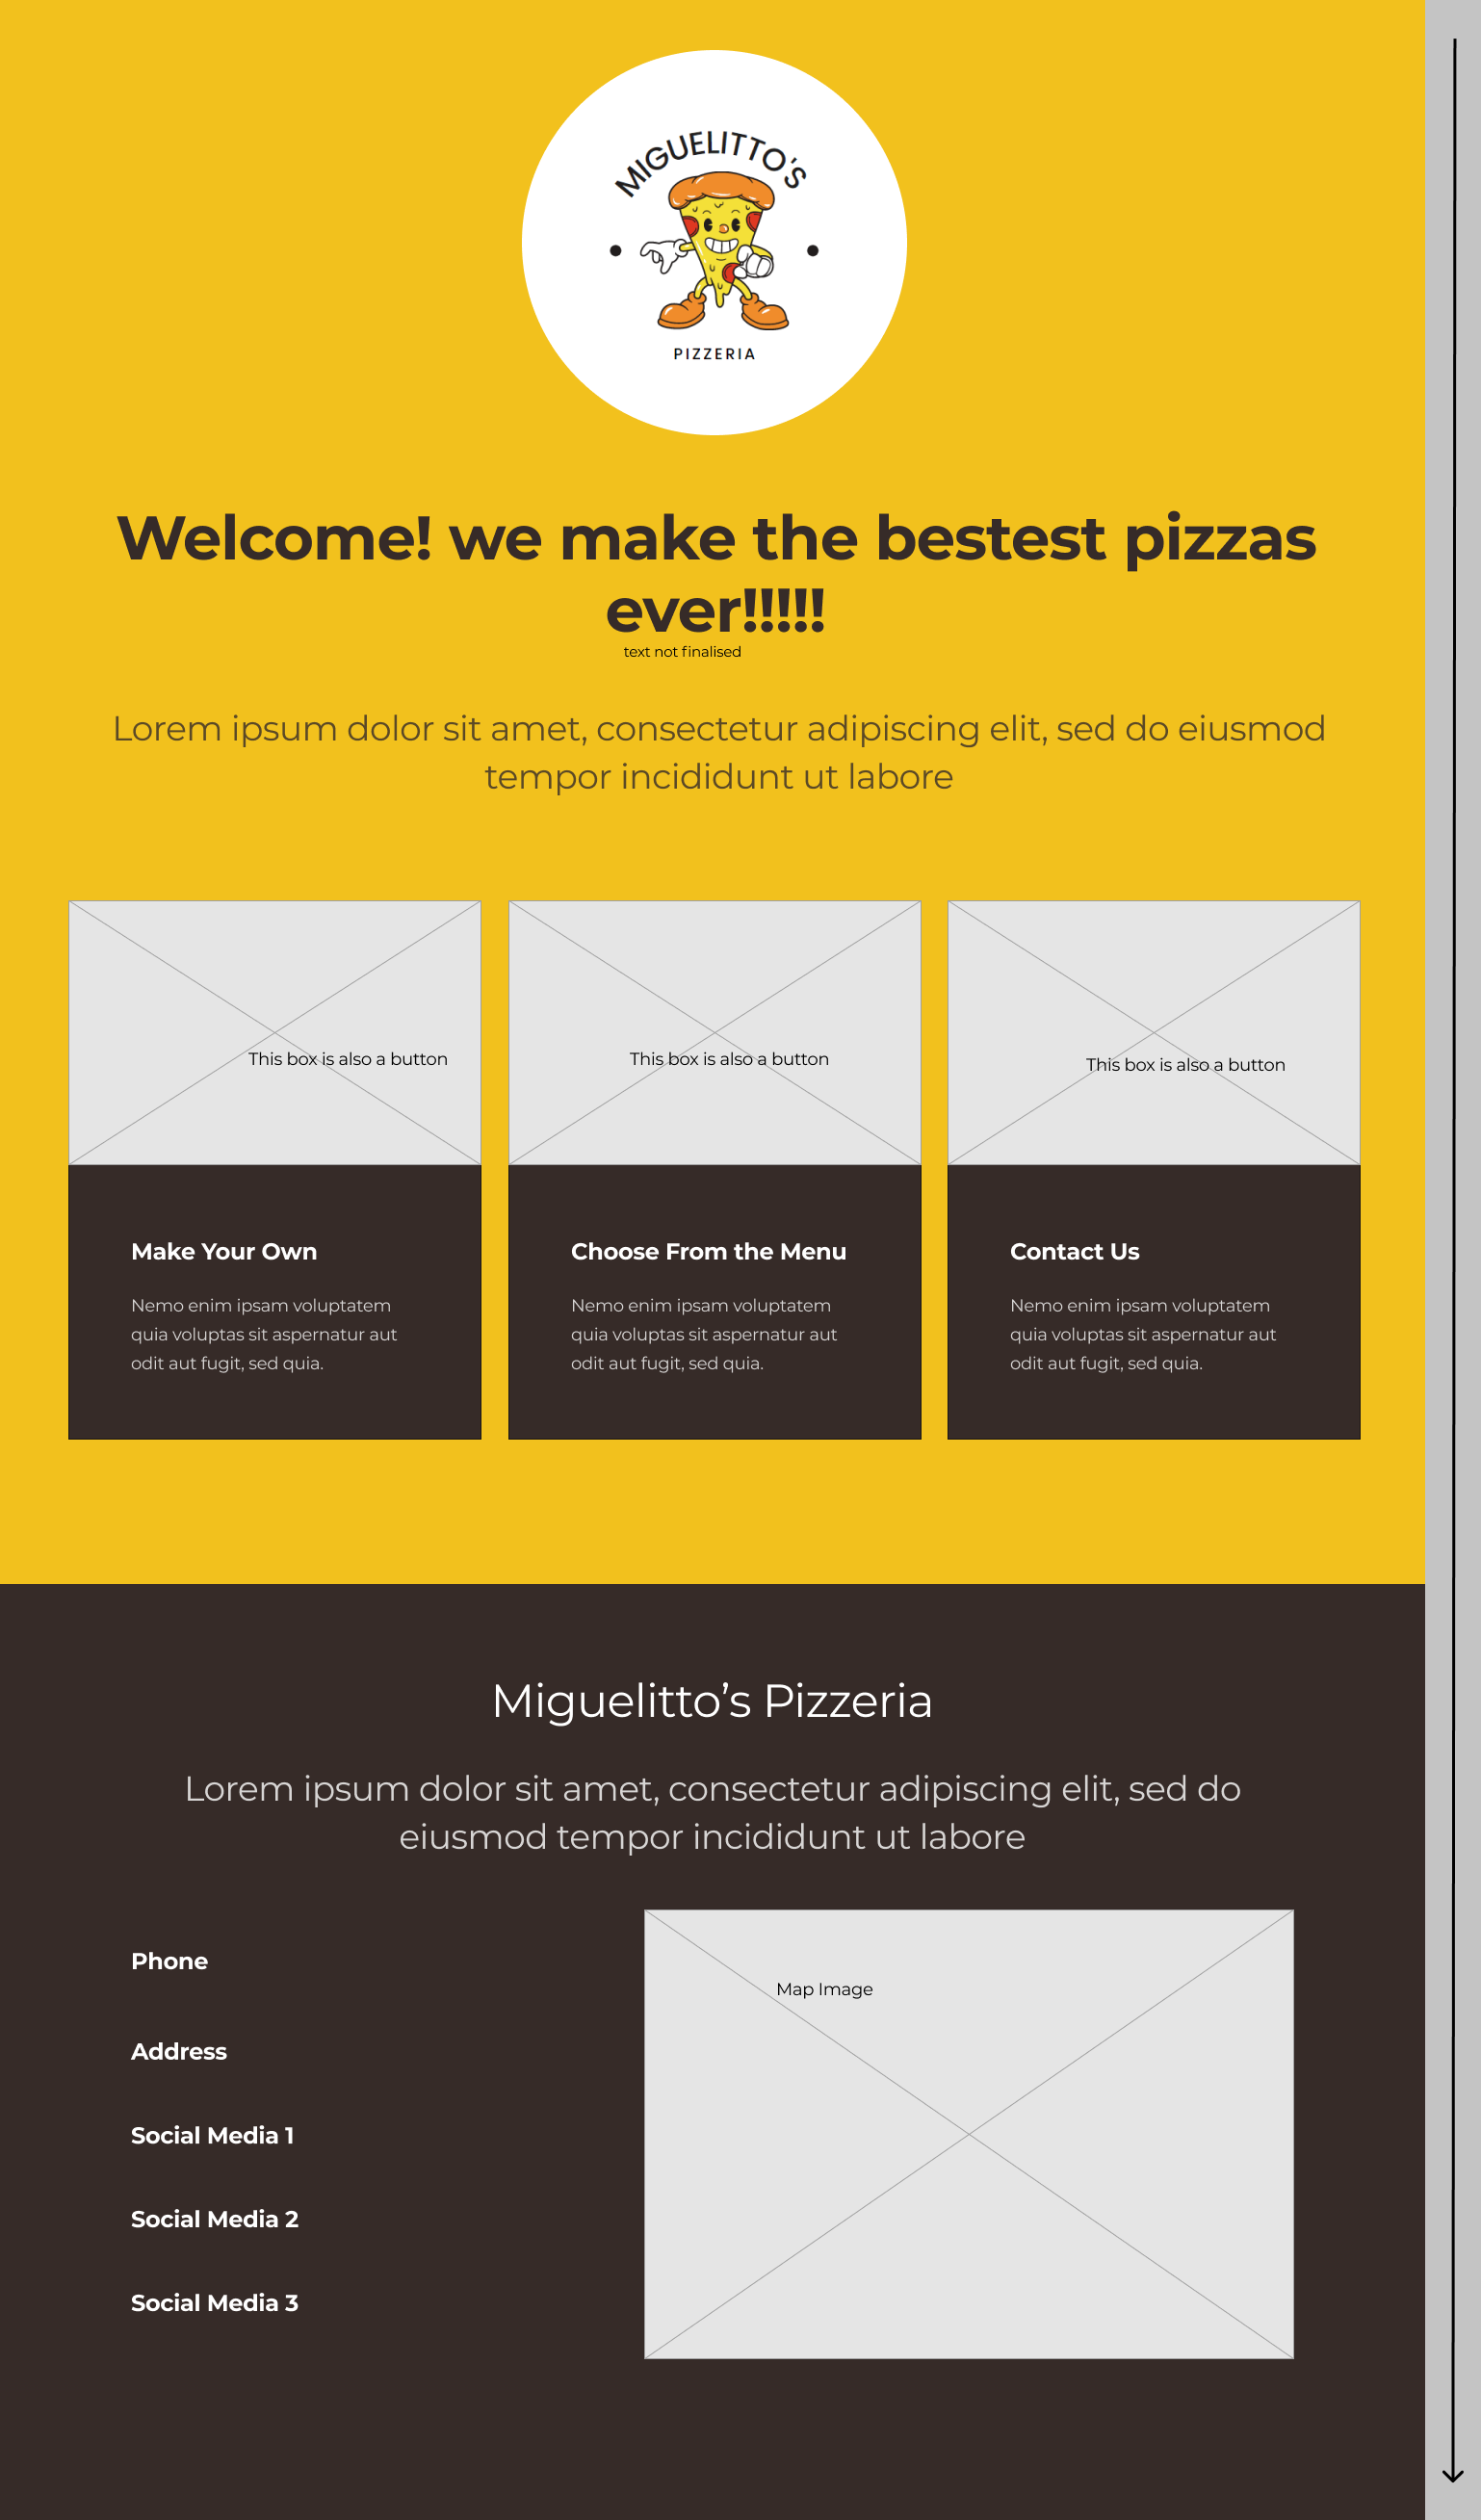 MIGUELITTO'S
PIZZERIA
Welcome! we make the bestest pizzas
ever!!!!!
text not finalised
Lorem ipsum dolor sit amet, consectetur adipiscing elit, sed do eiusmod
tempor incididunt ut labore
This box is also a button
This box is also a button
This box is also a button
Make Your Own
Nemo enim ipsam voluptatem
quia voluptas sit aspernatur aut
odit aut fugit, sed quia.
Choose From the Menu
Nemo enim ipsam voluptatem
quia voluptas sit aspernatur aut
odit aut fugit, sed quia.
Contact Us
Nemo enim ipsam voluptatem
quia voluptas sit aspernatur aut
odit aut fugit, sed quia.
Miguelitto’s Pizzeria
Lorem ipsum dolor sit amet, consectetur adipiscing elit, sed do
eiusmod tempor incididunt ut labore
Phone
Address
Social Media 1
Social Media 2
Social Media 3
Map Image